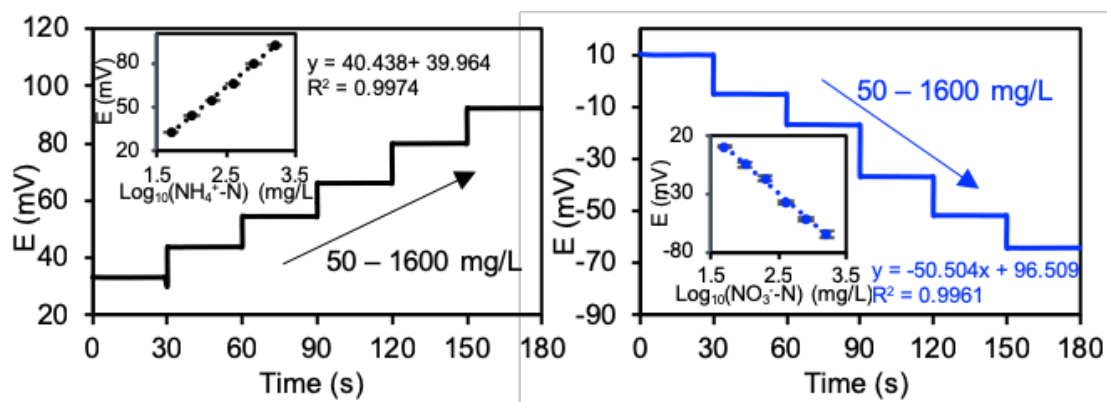 120
100
80
60
40
20
E (mV)
0 30 60 90 120 150 180
Time (s)
80
50
20
E (mV)
1.5 2.5 3.5
Log₁₀(NH₄⁺-N) (mg/L)
y = 40.438+ 39.964
R² = 0.9974
50 – 1600 mg/L
10
-10
-30
-50
-70
-90
E (mV)
0 30 60 90 120 150 180
Time (s)
50 – 1600 mg/L
20
-30
-80
E (mV)
1.5 2.5 3.5
Log₁₀(NO₃⁻-N) (mg/L)
y = -50.504x + 96.509
R² = 0.9961